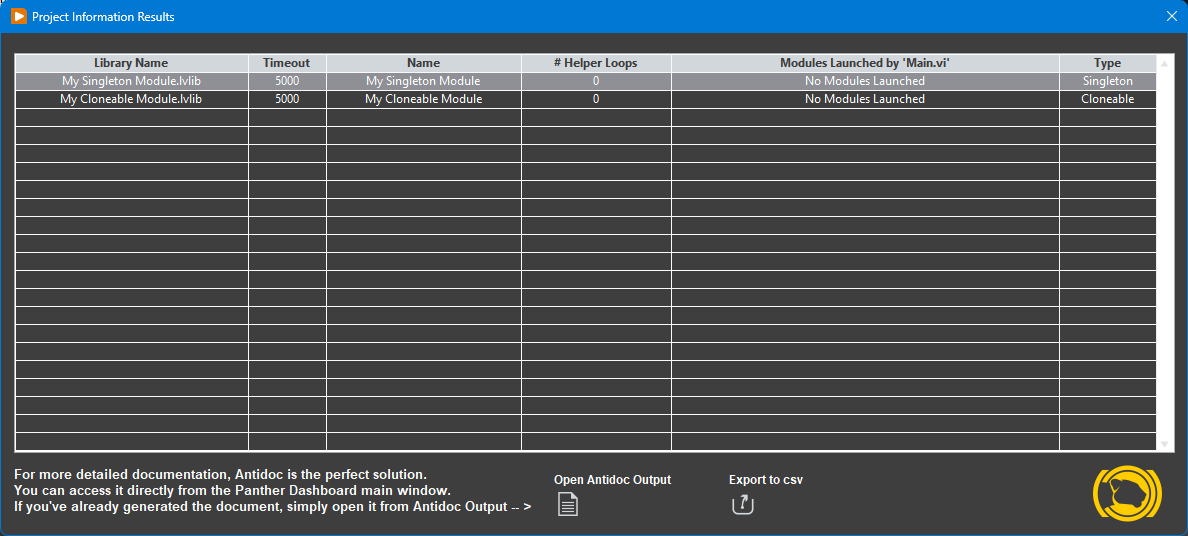 Project Information Results
Library Name Timeout Name # Helper Loops Modules Launched by 'Main.vi' Type
My Singleton Module.lvlib 5000 My Singleton Module 0 No Modules Launched Singleton
My Cloneable Module.lvlib 5000 My Cloneable Module 0 No Modules Launched Cloneable
For more detailed documentation, Antidoc is the perfect solution.
You can access it directly from the Panther Dashboard main window.
If you've already generated the document, simply open it from Antidoc Output -- >
Open Antidoc Output
Export to csv